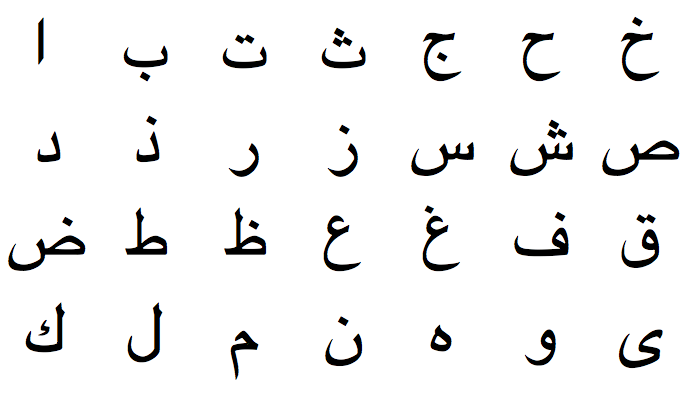 ا ب ت ث ج ح خ
د ذ ر ز س ش ص
ض ط ظ ع غ ف ق
ك ل م ن ه و ى